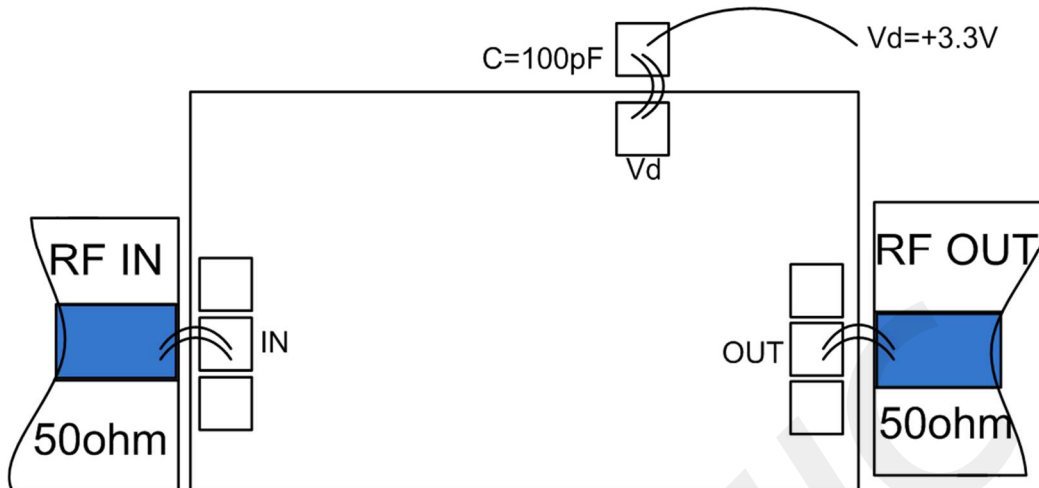 C=100pF
Vd=+3.3V
Vd
RF IN
IN
50ohm
RF OUT
OUT
50ohm